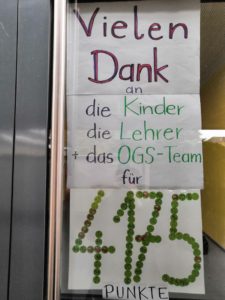 Vielen
Dank
an
die Kinder
die Lehrer
+ das OGS-Team
für
4175
PUNKTE